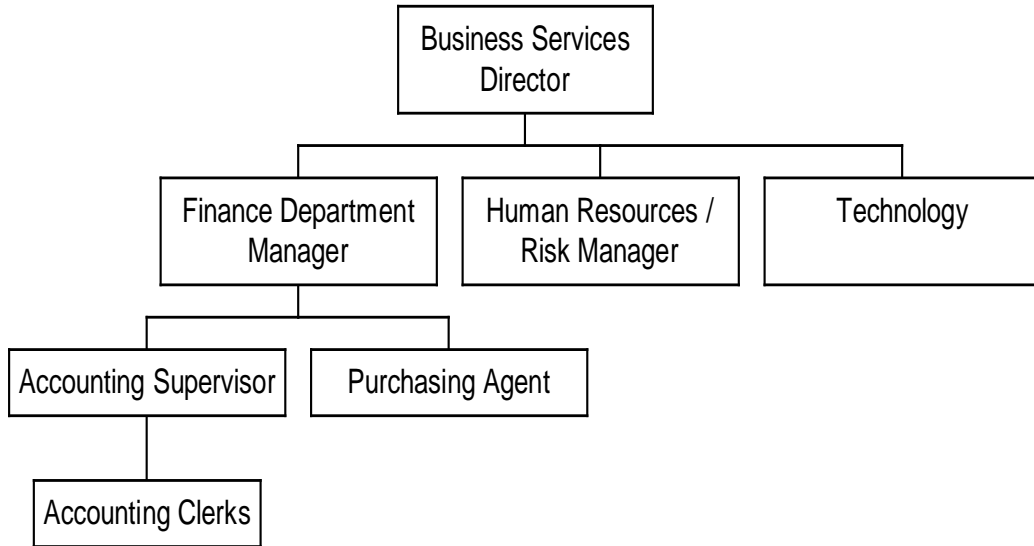 Business Services
Director
Finance Department
Manager
Human Resources /
Risk Manager
Technology
Accounting Supervisor
Purchasing Agent
Accounting Clerks